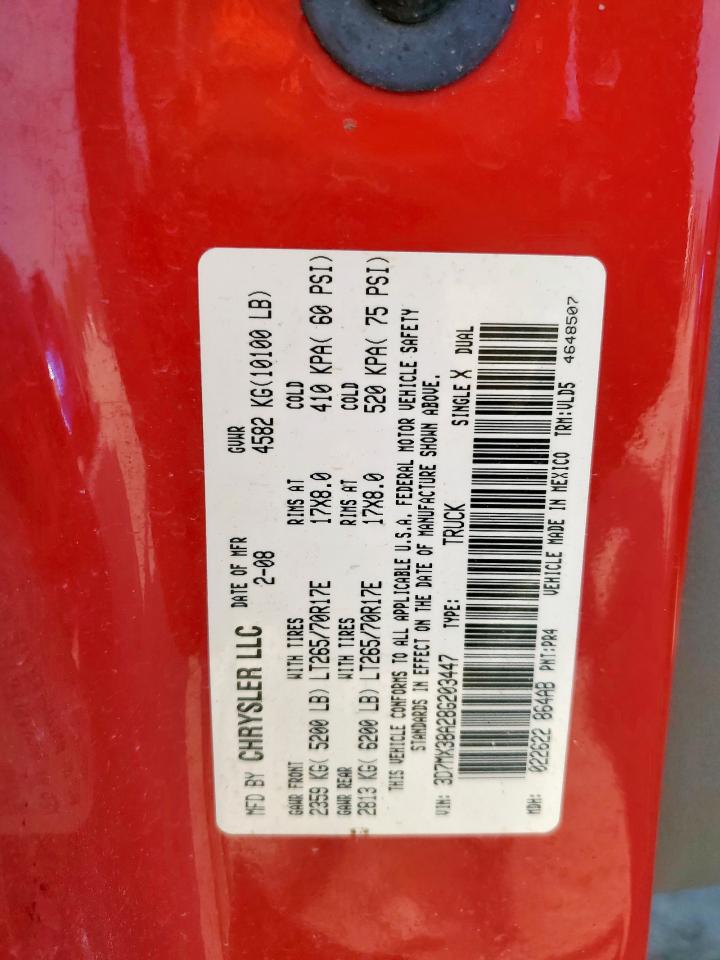 MFD BY CHRYSLER LLC DATE OF MFR GVWR
2-08 4582 KG(10100 LB)
GAWR FRONT WITH TIRES RIMS AT COLD
2359 KG( 5200 LB) LT265/70R17E 17X8.0 410 KPA( 60 PSI)
GAWR REAR WITH TIRES RIMS AT COLD
2813 KG( 6200 LB) LT265/70R17E 17X8.0 520 KPA( 75 PSI)
THIS VEHICLE CONFORMS TO ALL APPLICABLE U.S.A. FEDERAL MOTOR VEHICLE SAFETY
STANDARDS IN EFFECT ON THE DATE OF MANUFACTURE SHOWN ABOVE.
VIN: 3D7MX38A28G203447 TYPE: TRUCK SINGLE X DUAL
MDH: 022622 864AB PNT:PR4 VEHICLE MADE IN MEXICO TRM:VLD5 4648507